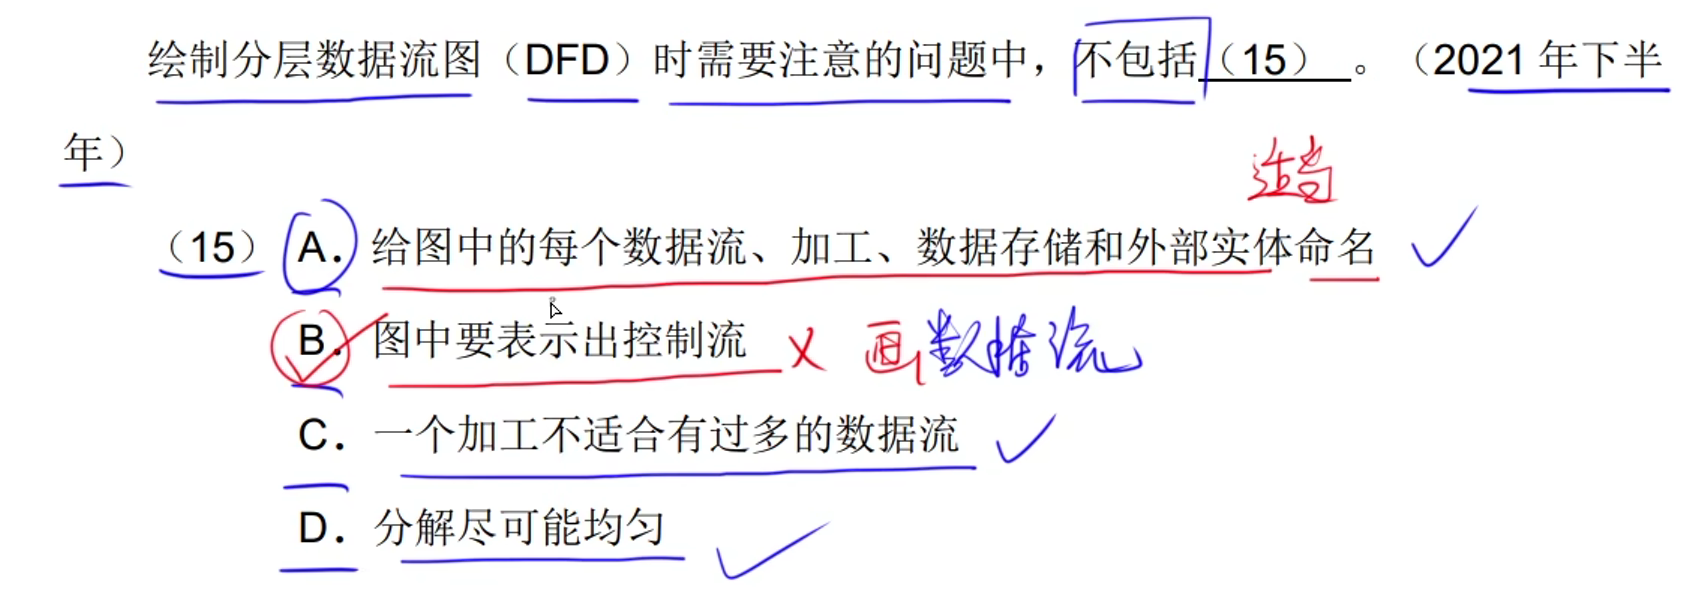 绘制分层数据流图（DFD）时需要注意的问题中，不包括（15）。（2021 年下半
年）
适当
（15）A．给图中的每个数据流、加工、数据存储和外部实体命名
B．图中要表示出控制流 × 画数据流
C．一个加工不适合有过多的数据流
D．分解尽可能均匀